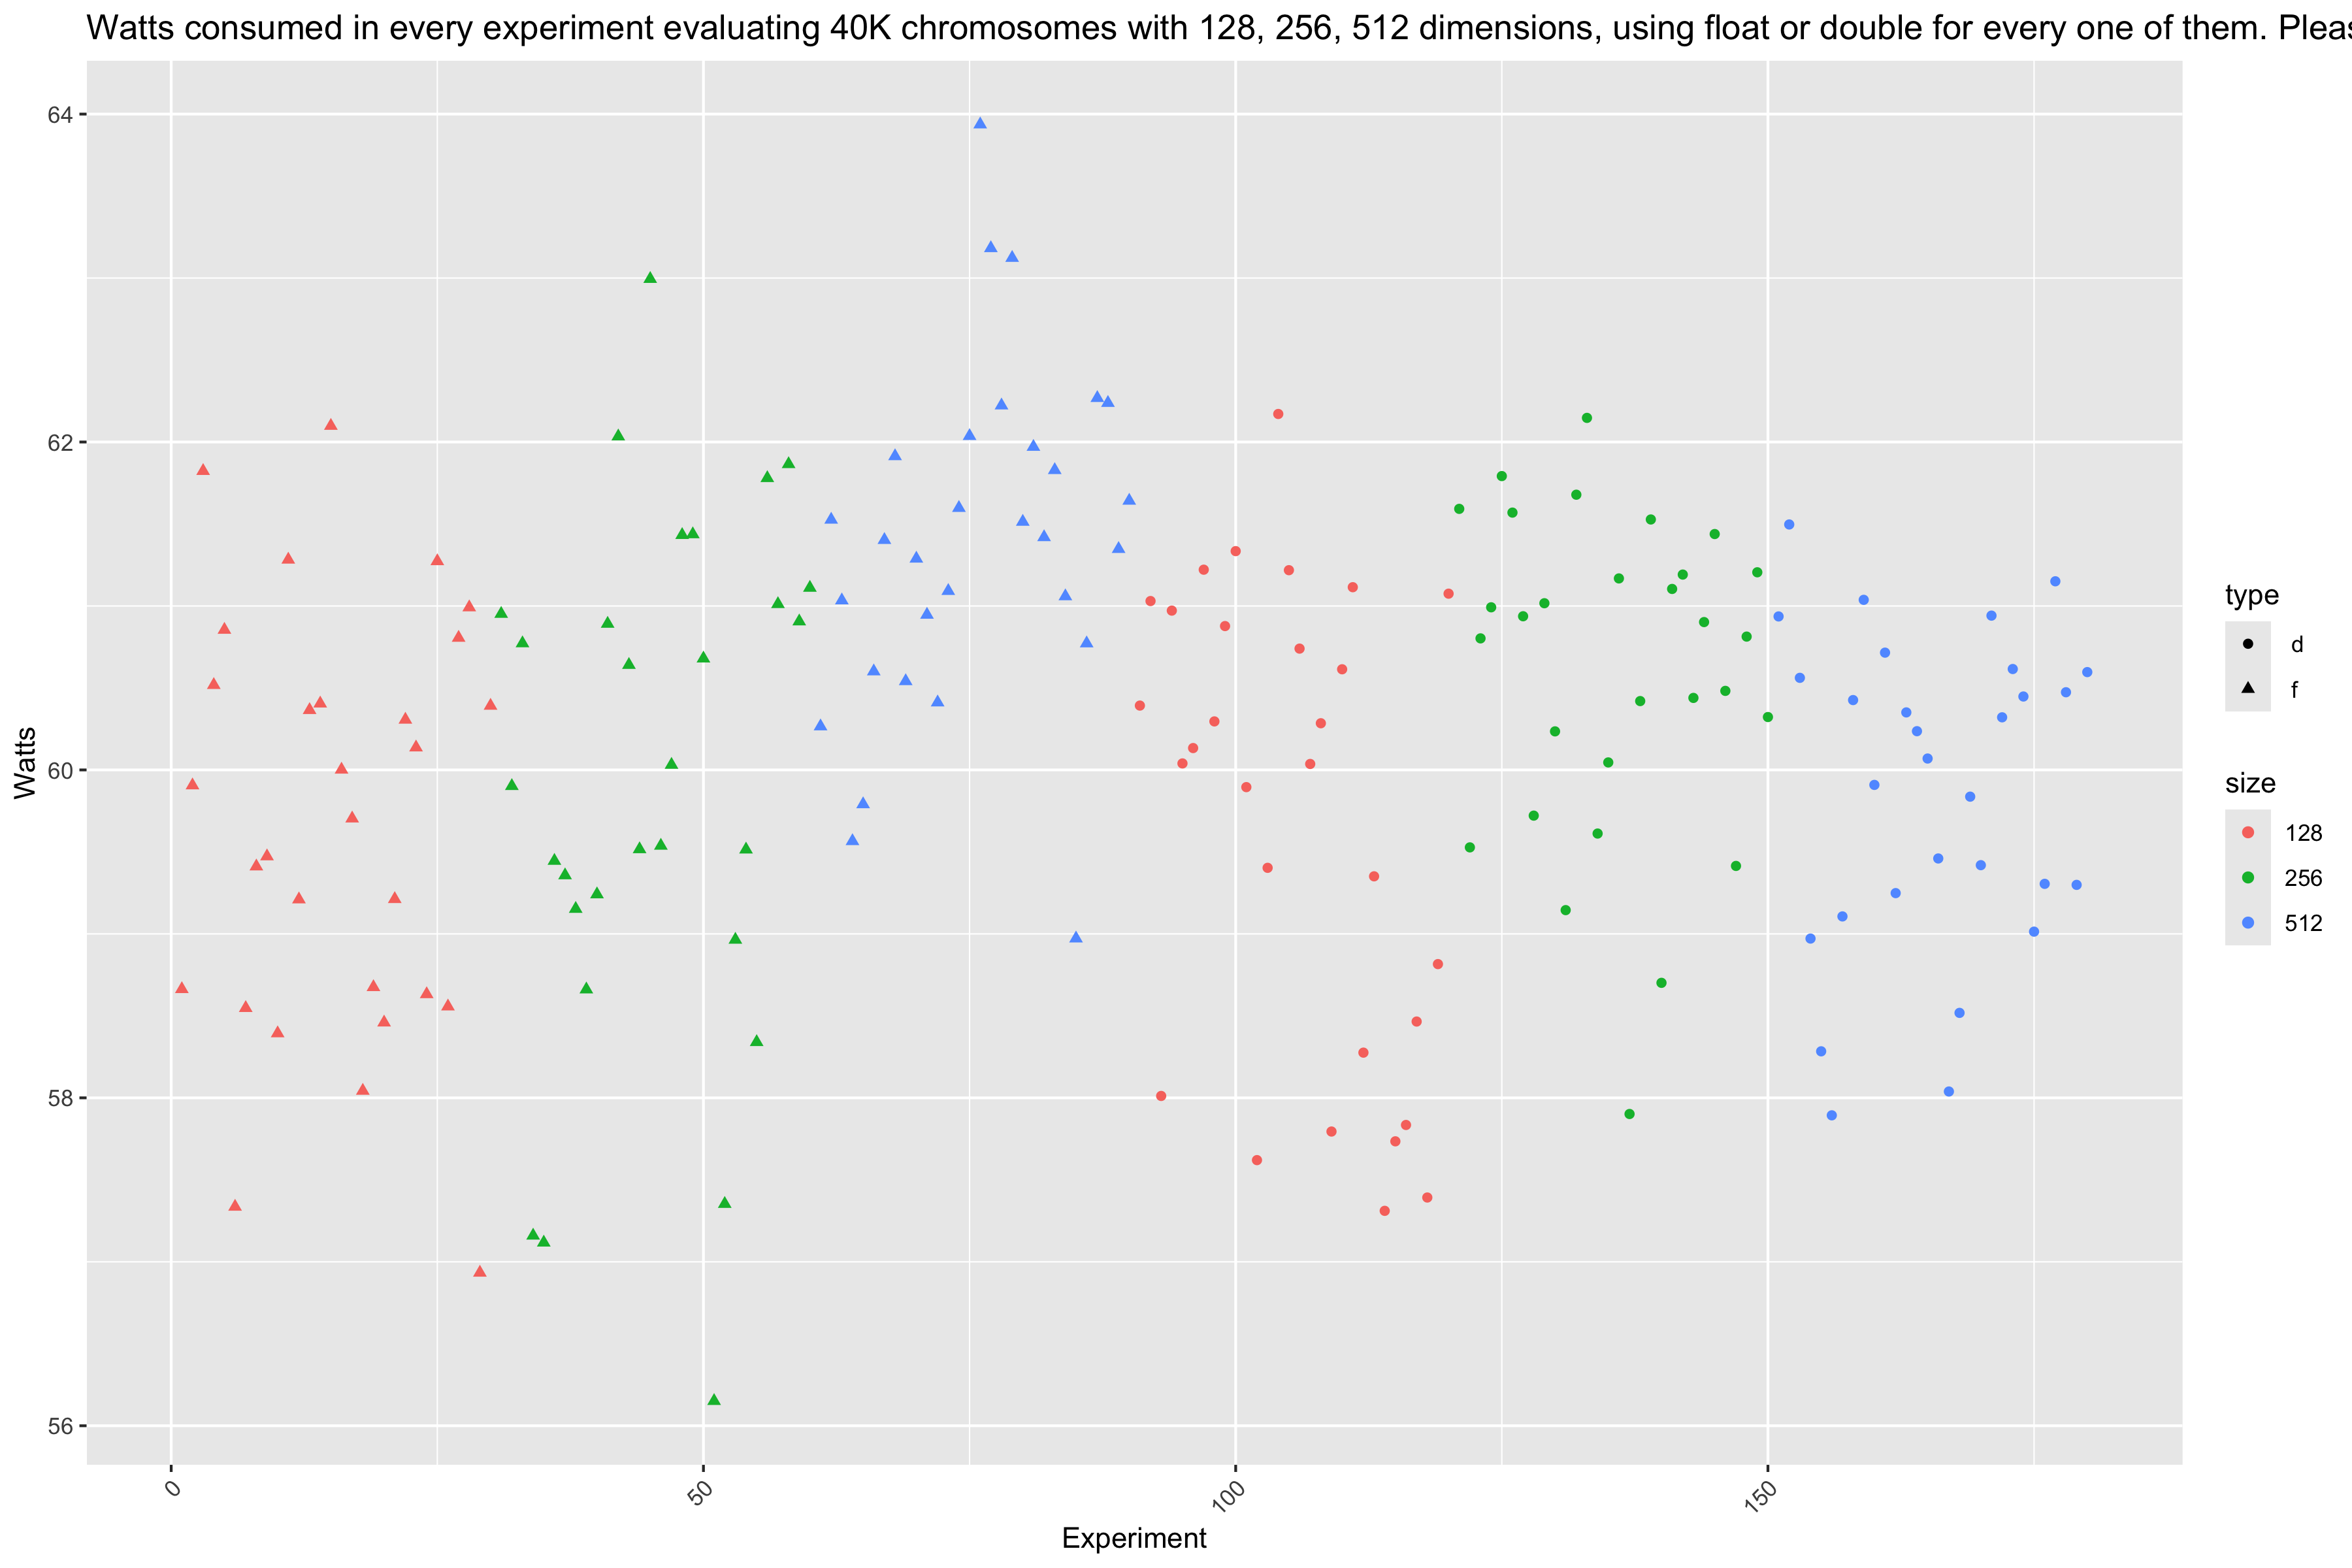 Watts consumed in every experiment evaluating 40K chromosomes with 128, 256, 512 dimensions, using float or double for every one of them.
64
62
60
58
56
Watts
0
50
100
150
Experiment
type
d
f
size
128
256
512